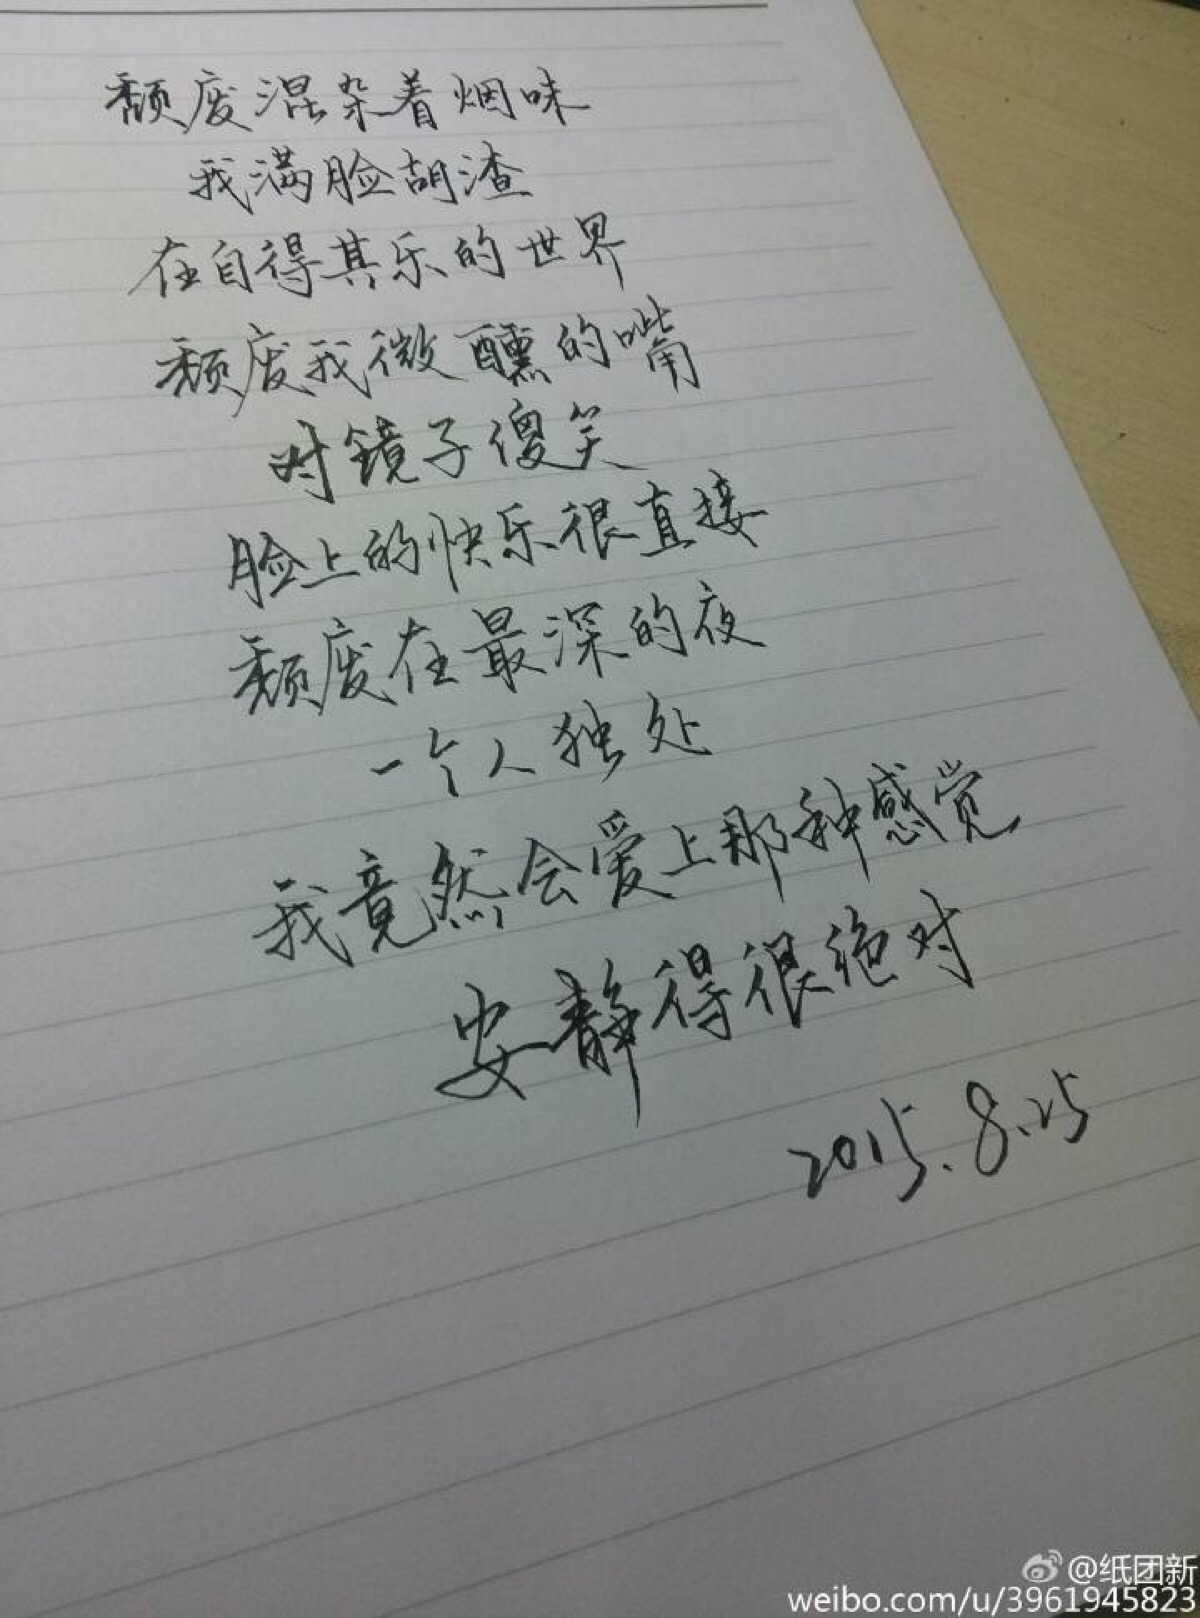 颓废混杂着烟味
我满脸胡渣
在自得其乐的世界
颓废我微醺的嘴
对镜子傻笑
脸上的快乐很直接
颓废在最深的夜
一个人独处
我竟然会爱上那种感觉
安静得很绝对
2015.8.25
@纸团新
weibo.com/u/3961945823